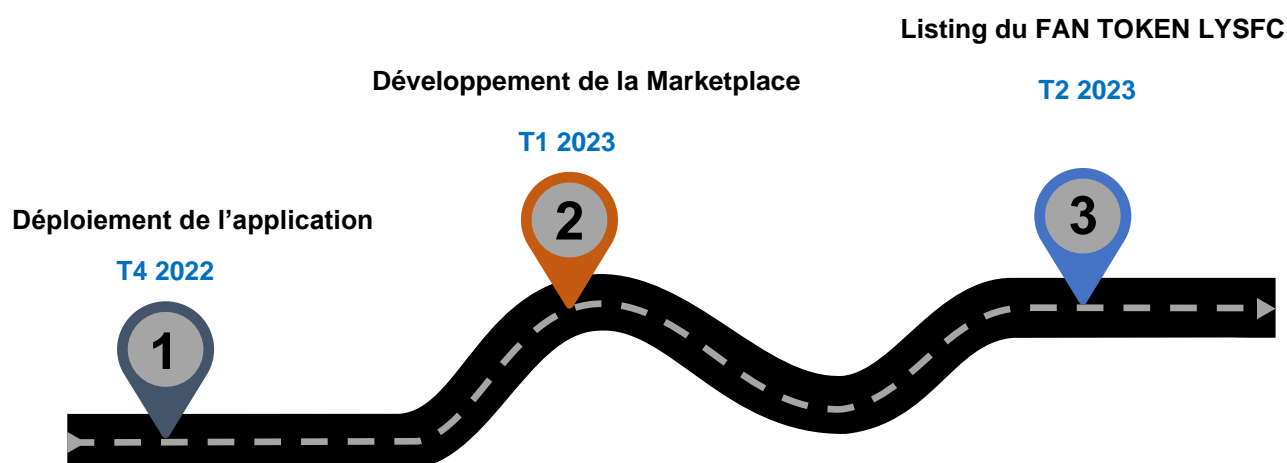 Déploiement de l’application
T4 2022
1
Développement de la Marketplace
T1 2023
2
Listing du FAN TOKEN LYSFC
T2 2023
3